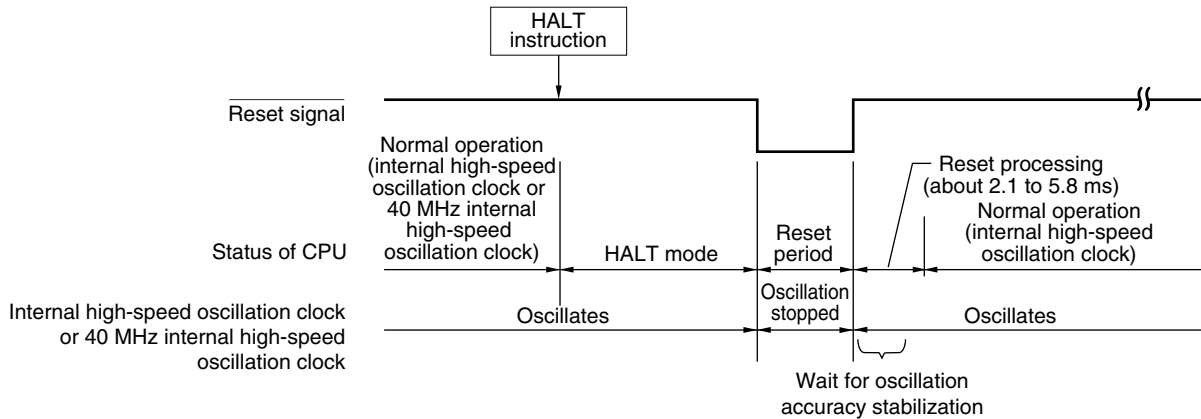 HALT
instruction
Reset signal
Normal operation
(internal high-speed
oscillation clock or
40 MHz internal
high-speed
oscillation clock)
Status of CPU
HALT mode
Reset
period
Reset processing
(about 2.1 to 5.8 ms)
Normal operation
(internal high-speed
oscillation clock)
Internal high-speed oscillation clock
or 40 MHz internal high-speed
oscillation clock
Oscillates
Oscillation
stopped
Oscillates
Wait for oscillation
accuracy stabilization